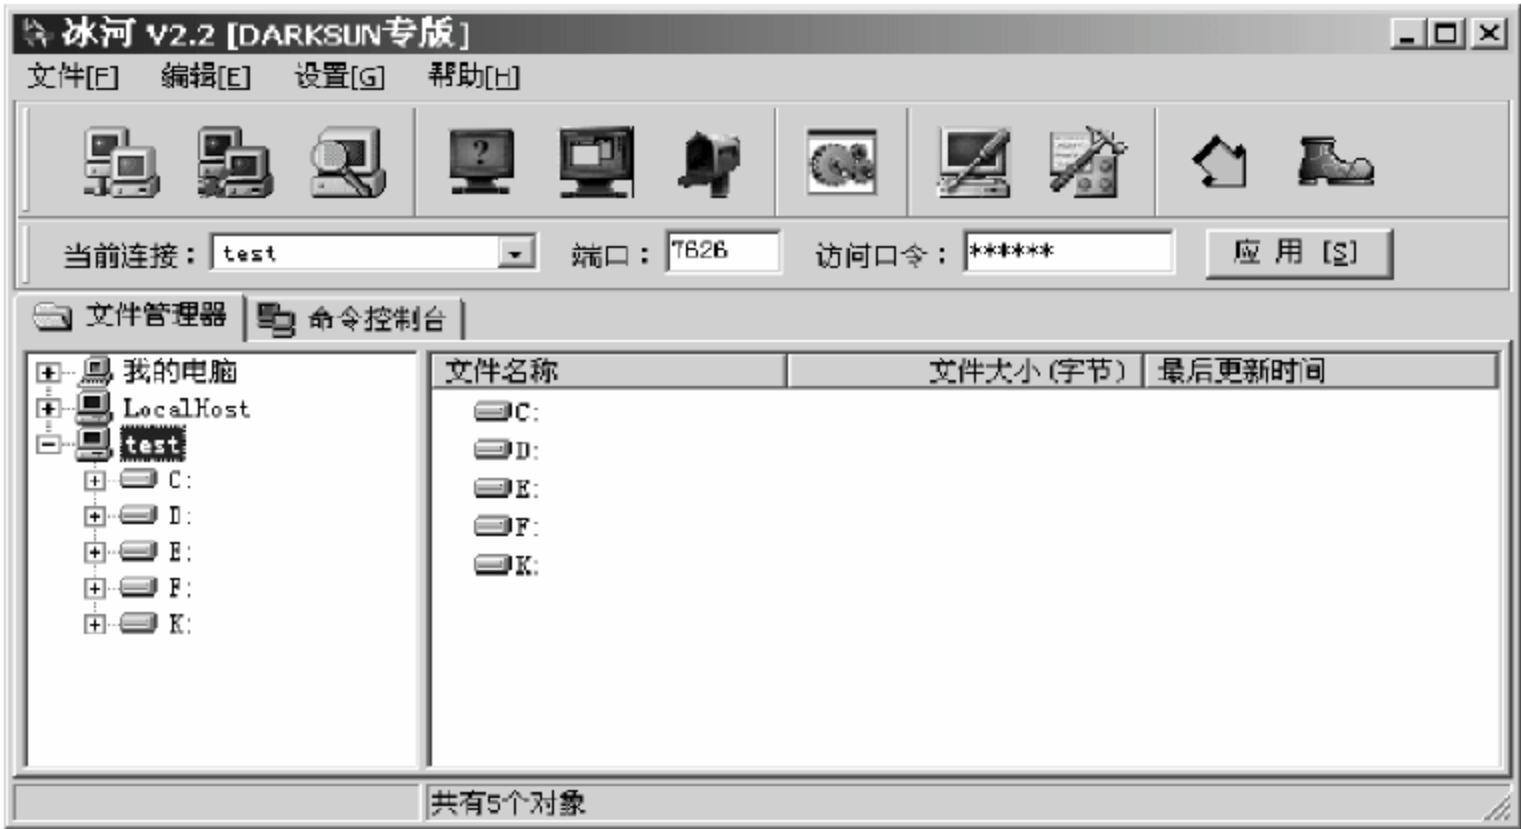 冰河 V2.2 [DARKSUN专版]
文件[F] 编辑[E] 设置[G] 帮助[H]
?
当前连接： test 端口： 7626 访问口令： ****** 应 用 [S]
文件管理器 命令控制台
我的电脑
LocalHost
test
C:
D:
E:
F:
K:
文件名称 文件大小(字节) 最后更新时间
C:
D:
E:
F:
K:
共有5个对象